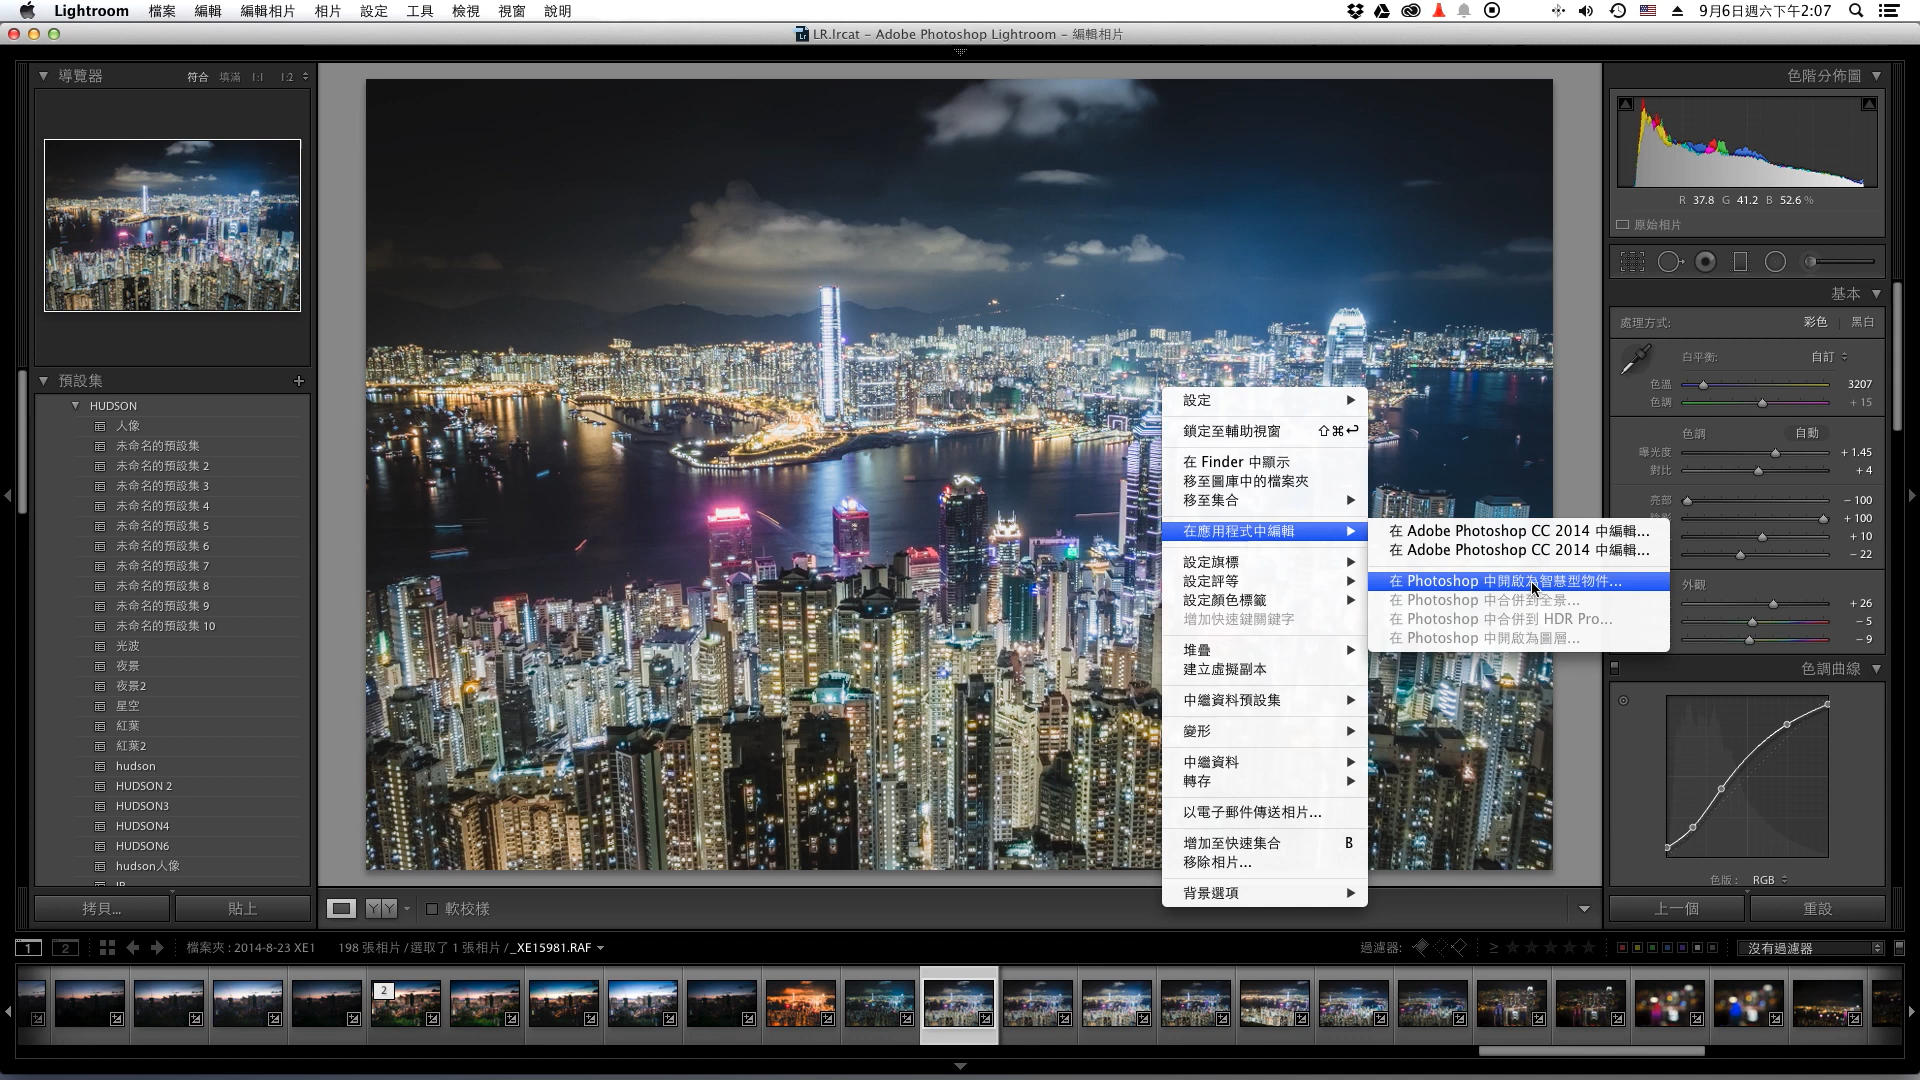 Lightroom 檔案 編輯 編輯相片 相片 設定 工具 檢視 視窗 說明 9月6日週六下午2:07
LR.lrcat – Adobe Photoshop Lightroom – 編輯相片
導覽器 符合 填滿 1:1 1:2
預設集 +
HUDSON
人像
未命名的預設集
未命名的預設集 2
未命名的預設集 3
未命名的預設集 4
未命名的預設集 5
未命名的預設集 6
未命名的預設集 7
未命名的預設集 8
未命名的預設集 9
未命名的預設集 10
光波
夜景
夜景2
星空
紅葉
紅葉2
hudson
HUDSON 2
HUDSON3
HUDSON4
HUDSON6
hudson人像
拷貝... 貼上
設定
鎖定至輔助視窗 ⇧⌘↩
在 Finder 中顯示
移至圖庫中的檔案夾
移至集合
在應用程式中編輯
設定旗標
設定評等
設定顏色標籤
增加快速鍵關鍵字
堆疊
建立虛擬副本
中繼資料預設集
變形
中繼資料
轉存
以電子郵件傳送相片...
增加至快速集合 B
移除相片...
背景選項
在 Adobe Photoshop CC 2014 中編輯...
在 Adobe Photoshop CC 2014 中編輯...
在 Photoshop 中開啟為智慧型物件...
在 Photoshop 中合併到全景...
在 Photoshop 中合併到 HDR Pro...
在 Photoshop 中開啟為圖層...
色階分佈圖
R 37.8 G 41.2 B 52.6 %
原始相片
基本
處理方式: 彩色 黑白
白平衡: 自訂
色溫 3207
色調 + 15
色調 自動
曝光度 + 1.45
對比 + 4
亮部 – 100
+ 100
+ 10
– 22
外觀
+ 26
– 5
– 9
色調曲線
色版: RGB
上一個 重設
YY 軟校樣
1 2 檔案夾 : 2014-8-23 XE1 198 張相片 / 選取了 1 張相片 / _XE15981.RAF 過濾器: ≥ 沒有過濾器
2